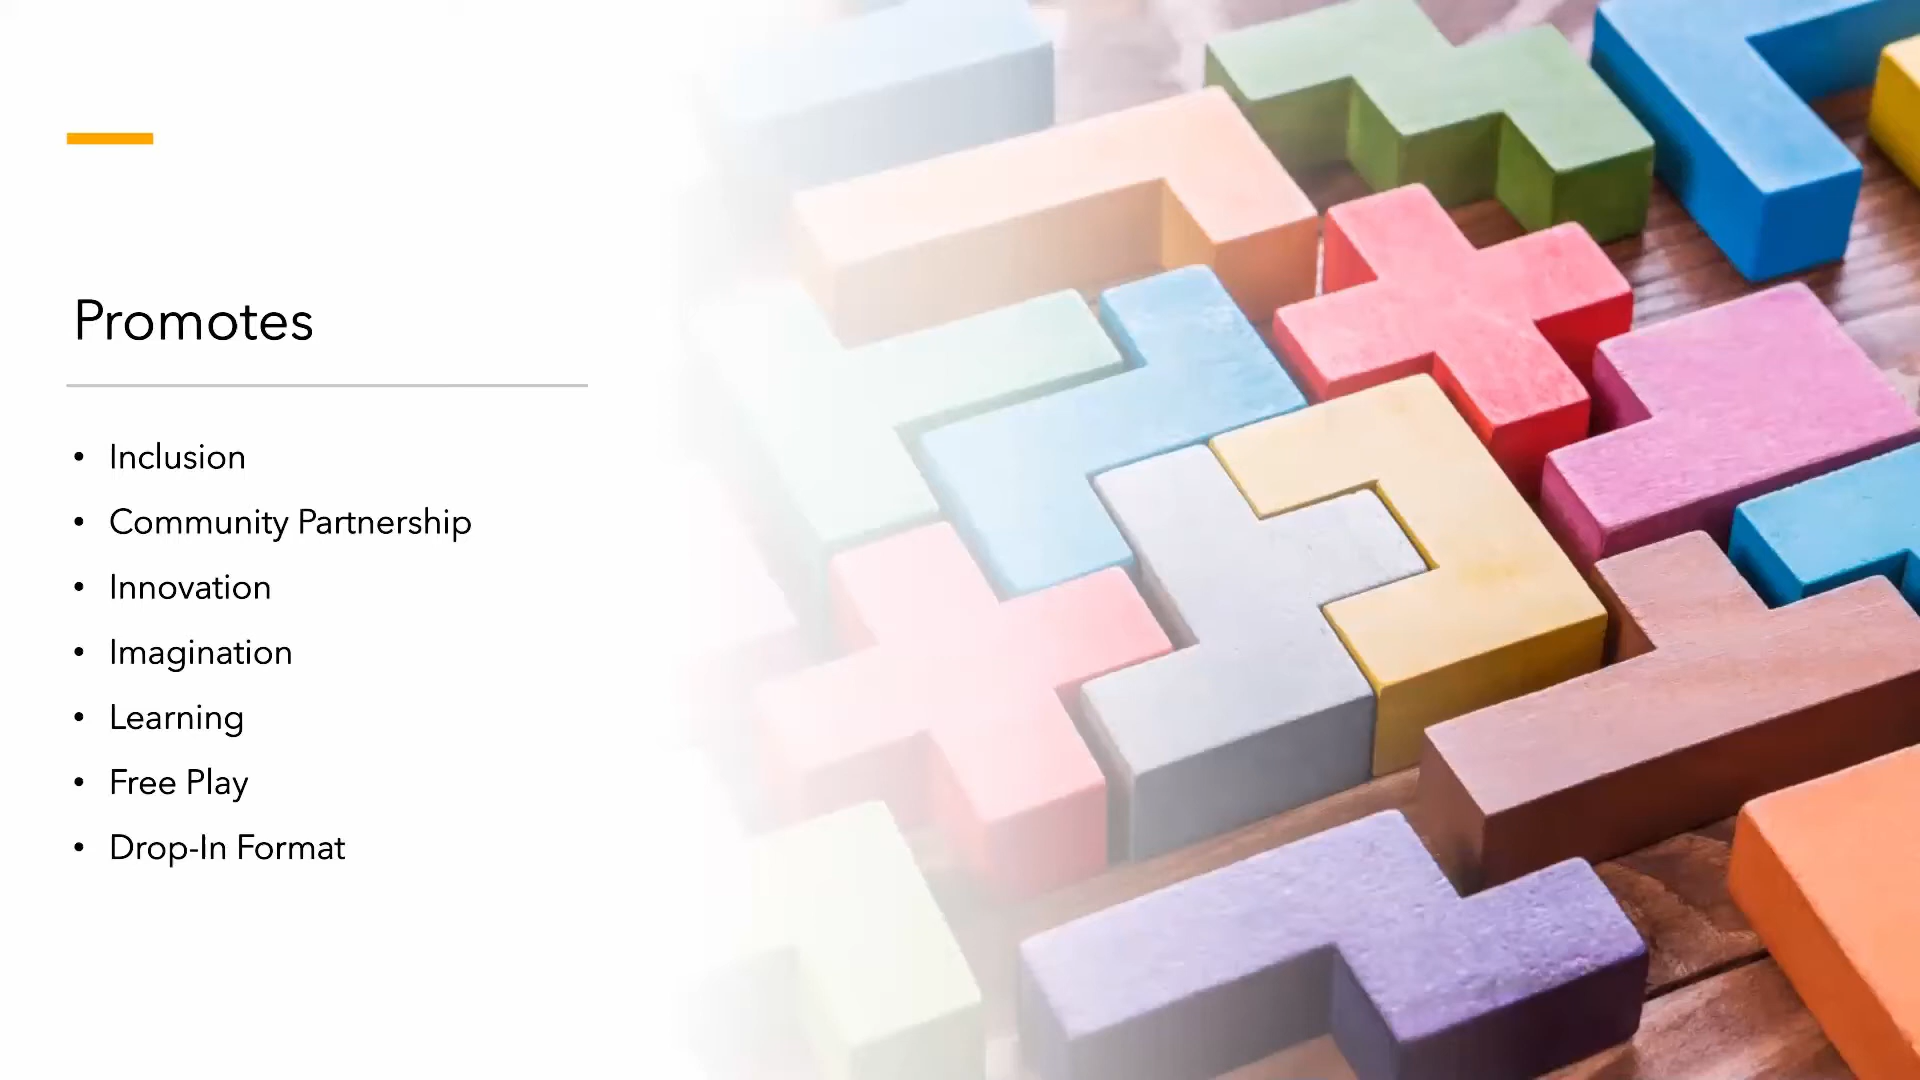 Promotes
• Inclusion
• Community Partnership
• Innovation
• Imagination
• Learning
• Free Play
• Drop-In Format